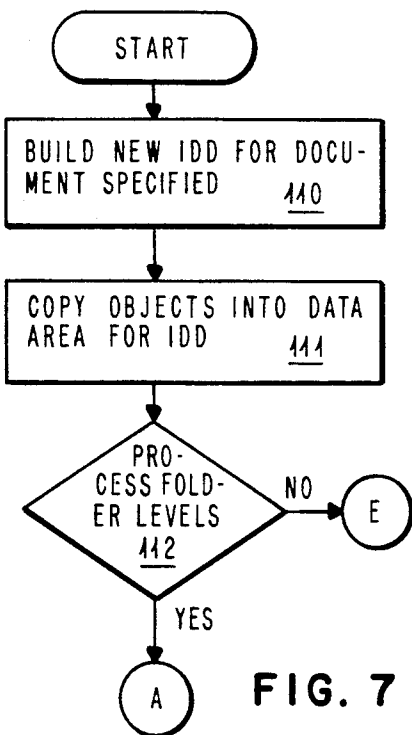 START
BUILD NEW IDD FOR DOCU-
MENT SPECIFIED 110
COPY OBJECTS INTO DATA
AREA FOR IDD 111
PRO-
CESS FOLD-
ER LEVELS
112
NO
E
YES
A
FIG. 7